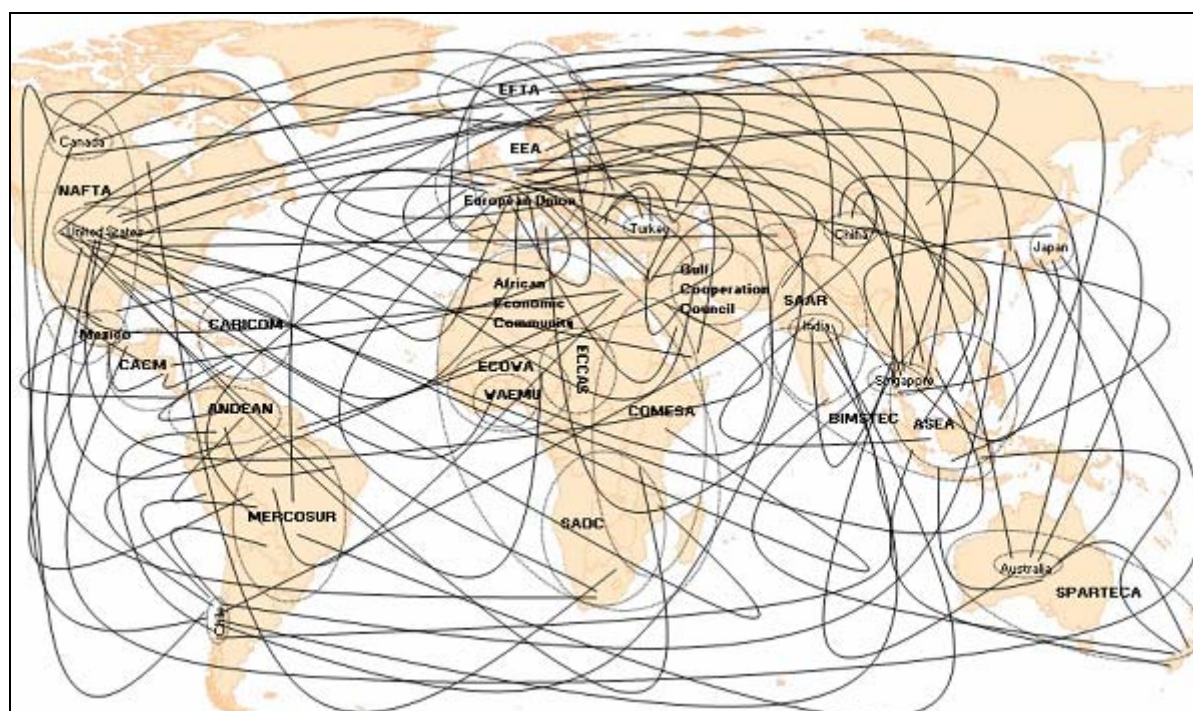 EFTA
Canada
EEA
NAFTA
European Union
United States
Turkey
China
Japan
African
Economic
Community
Gulf
Cooperation
Council
SAAR
India
CARICOM
Mexico
CACM
ECOWA
ECCAS
WAEMU
Singapore
ANDEAN
COMESA
BIMSTEC
ASEA
MERCOSUR
SADC
Australia
SPARTECA
Chile